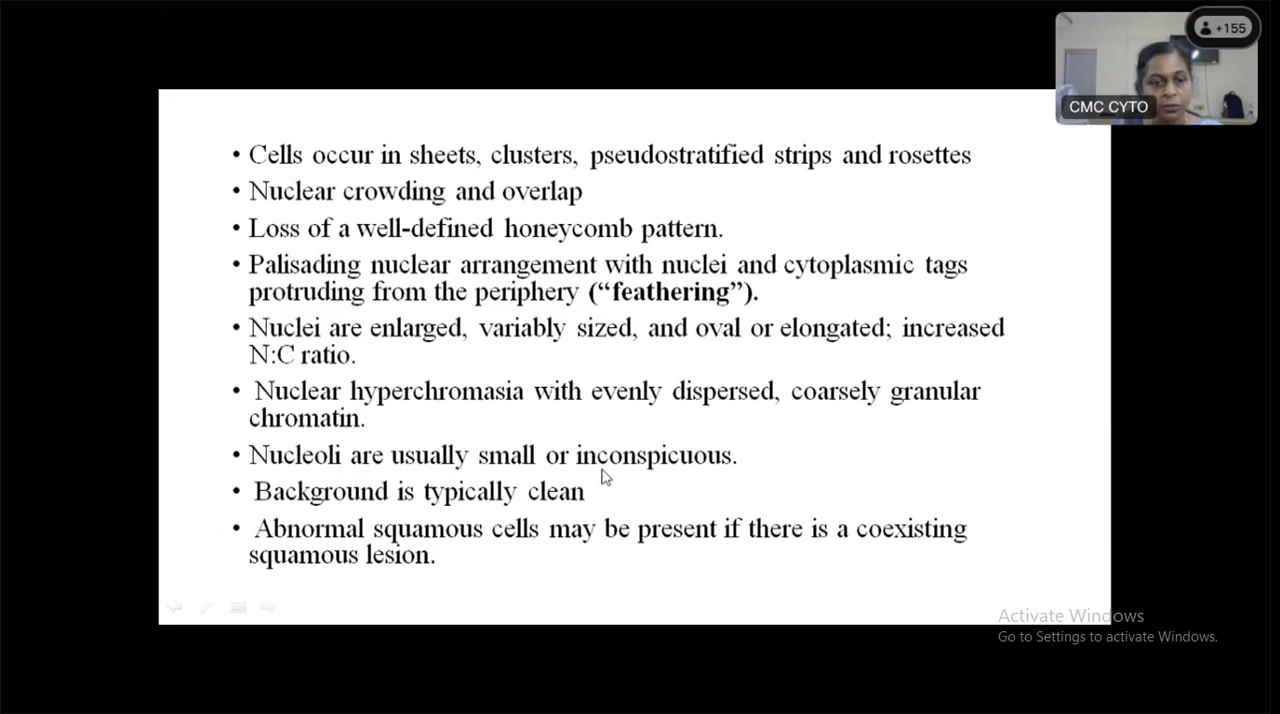 +155
CMC CYTO
• Cells occur in sheets, clusters, pseudostratified strips and rosettes
• Nuclear crowding and overlap
• Loss of a well-defined honeycomb pattern.
• Palisading nuclear arrangement with nuclei and cytoplasmic tags
protruding from the periphery (“feathering”).
• Nuclei are enlarged, variably sized, and oval or elongated; increased
N:C ratio.
• Nuclear hyperchromasia with evenly dispersed, coarsely granular
chromatin.
• Nucleoli are usually small or inconspicuous.
• Background is typically clean
• Abnormal squamous cells may be present if there is a coexisting
squamous lesion.
Activate Windows
Go to Settings to activate Windows.